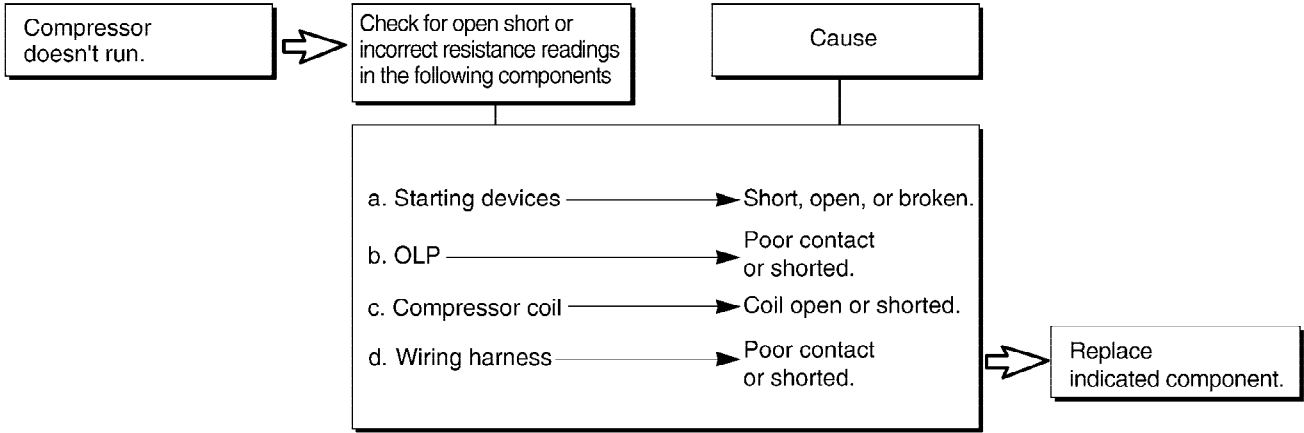 Compressor
doesn't run.
Check for open short or
incorrect resistance readings
in the following components
Cause
a. Starting devices
Short, open, or broken.
b. OLP
Poor contact
or shorted.
c. Compressor coil
Coil open or shorted.
d. Wiring harness
Poor contact
or shorted.
Replace
indicated component.